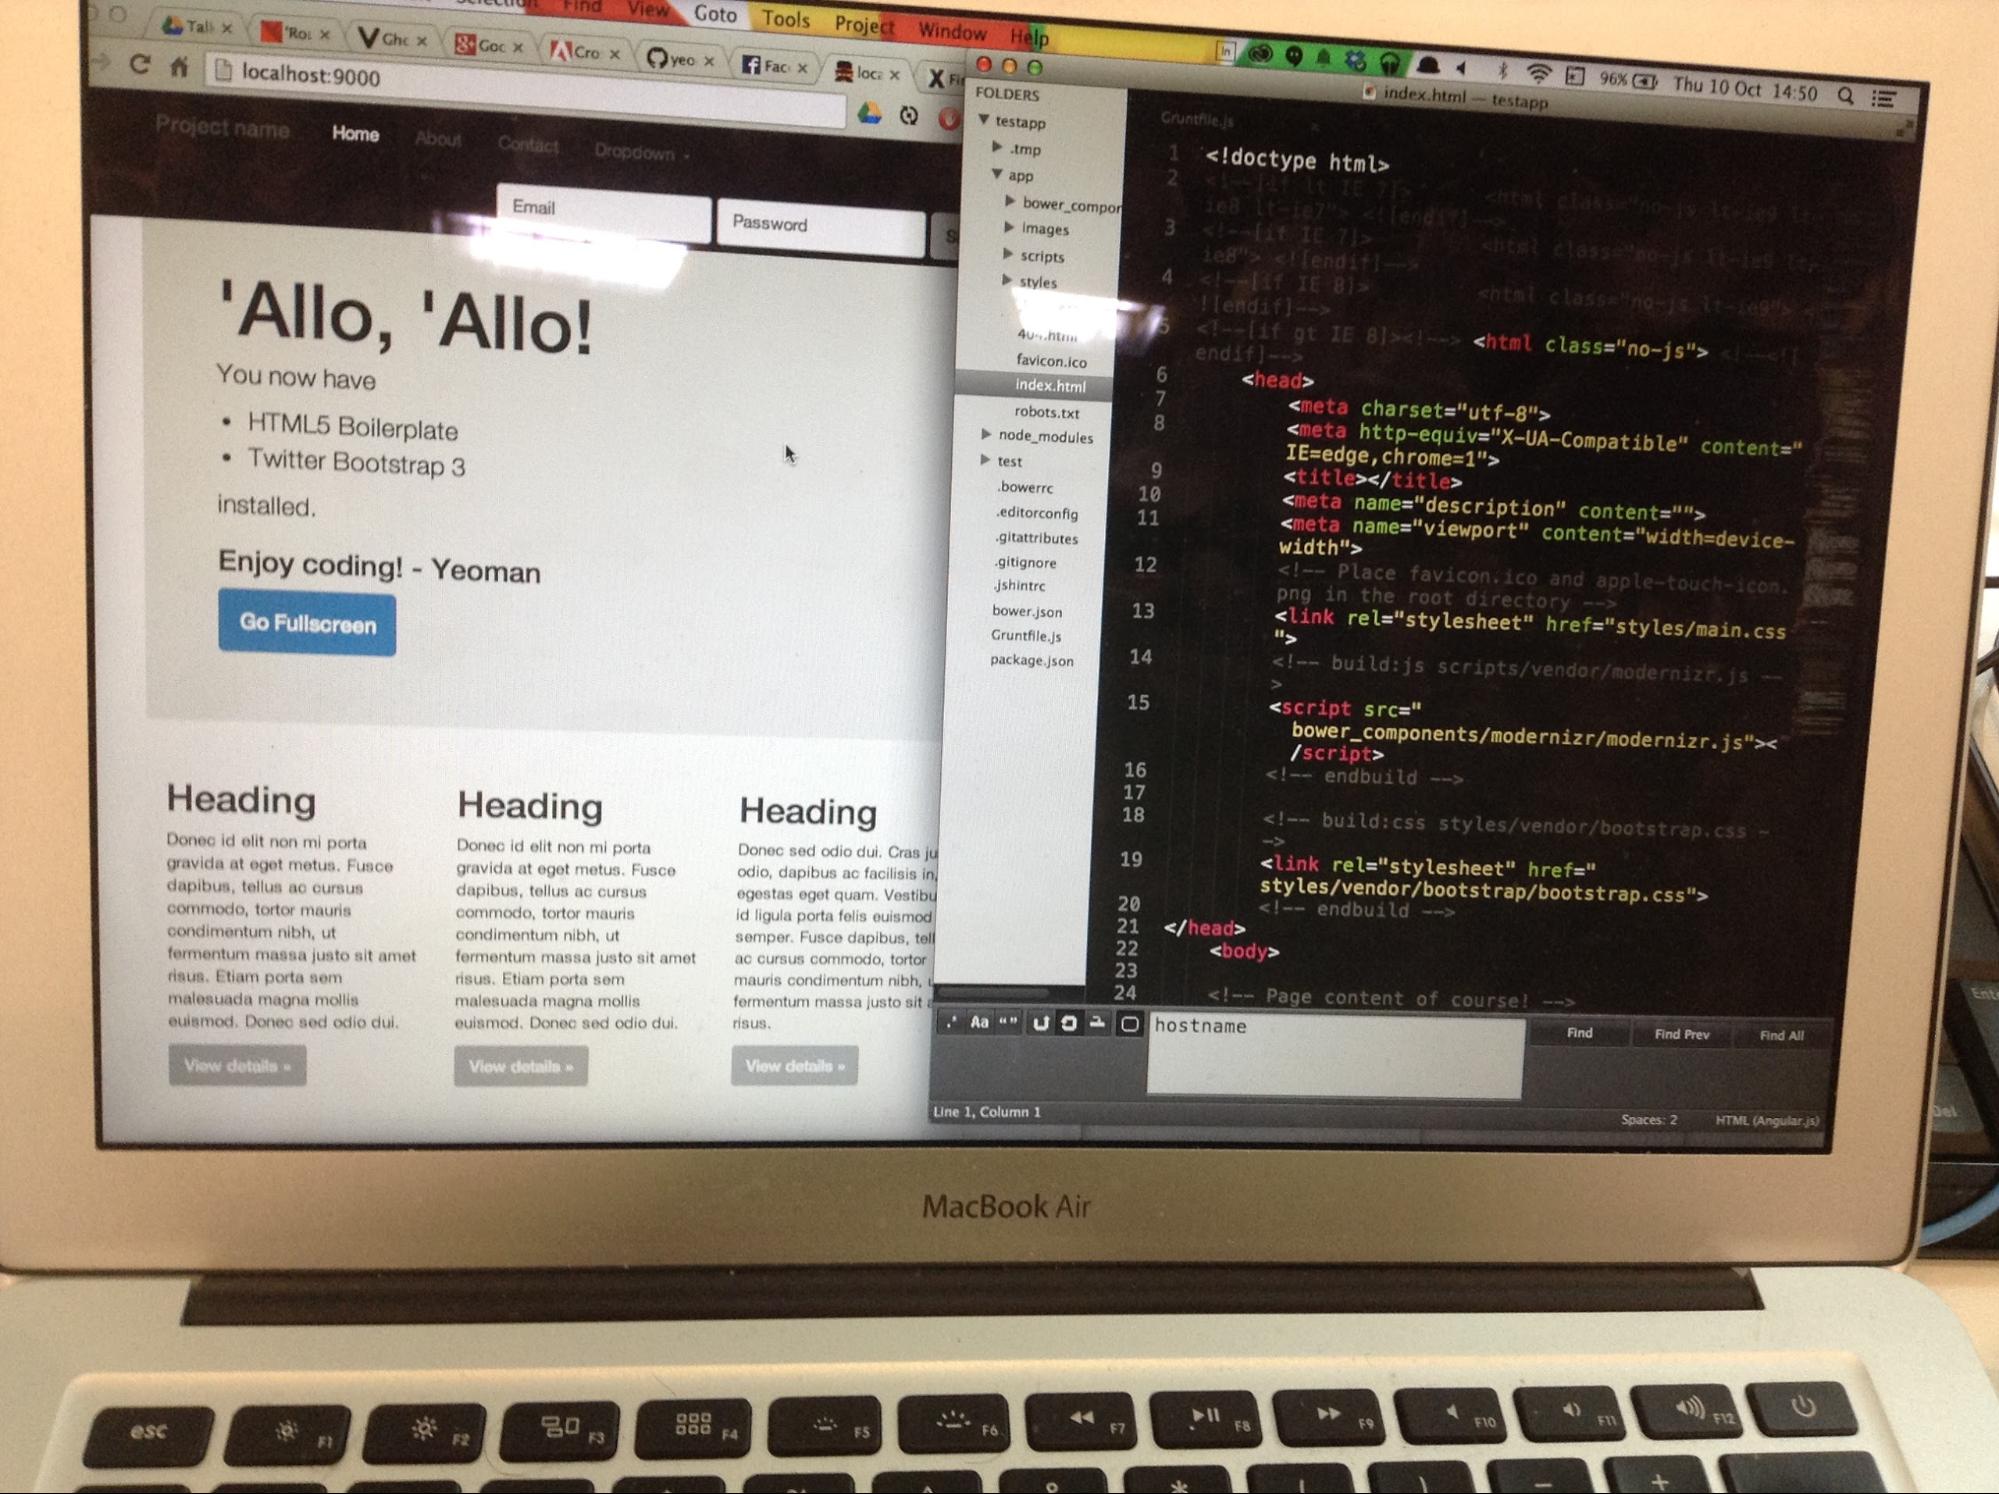 Find View Goto Tools Project Window Help
96% Thu 10 Oct 14:50
Tall 'Rou Gho Goo Cro yeo Fac loca
localhost:9000
Project name Home About Contact Dropdown
Email Password
'Allo, 'Allo!
You now have
• HTML5 Boilerplate
• Twitter Bootstrap 3
installed.
Enjoy coding! - Yeoman
Go Fullscreen
Heading
Donec id elit non mi porta
gravida at eget metus. Fusce
dapibus, tellus ac cursus
commodo, tortor mauris
condimentum nibh, ut
fermentum massa justo sit amet
risus. Etiam porta sem
malesuada magna mollis
euismod. Donec sed odio dui.
View details »
Heading
Donec id elit non mi porta
gravida at eget metus. Fusce
dapibus, tellus ac cursus
commodo, tortor mauris
condimentum nibh, ut
fermentum massa justo sit amet
risus. Etiam porta sem
malesuada magna mollis
euismod. Donec sed odio dui.
View details »
Heading
Donec sed odio dui. Cras ju
odio, dapibus ac facilisis in,
egestas eget quam. Vestibu
id ligula porta felis euismod
semper. Fusce dapibus, tell
ac cursus commodo, tortor
mauris condimentum nibh,
fermentum massa justo sit
risus.
View details »
index.html — testapp
FOLDERS
testapp
.tmp
app
bower_compor
images
scripts
styles
favicon.ico
index.html
robots.txt
node_modules
test
.bowerrc
.editorconfig
.gitattributes
.gitignore
.jshintrc
bower.json
Gruntfile.js
package.json
Gruntfile.js
1 <!doctype html>
2 <!--[if lt IE 7]> <html class="no-js lt-ie9 lt-
ie8 lt-ie7"> <![endif]-->
3 <!--[if IE 7]> <html class="no-js lt-ie9 lt-
ie8"> <![endif]-->
4 <!--[if IE 8]> <html class="no-js lt-ie9"> <
![endif]-->
5 <!--[if gt IE 8]><!--> <html class="no-js"> <!--<![
endif]-->
6 <head>
7 <meta charset="utf-8">
8 <meta http-equiv="X-UA-Compatible" content="
IE=edge,chrome=1">
9 <title></title>
10 <meta name="description" content="">
11 <meta name="viewport" content="width=device-
width">
12 <!-- Place favicon.ico and apple-touch-icon.
png in the root directory -->
13 <link rel="stylesheet" href="styles/main.css
">
14 <!-- build:js scripts/vendor/modernizr.js --
>
15 <script src="
bower_components/modernizr/modernizr.js"><
/script>
16 <!-- endbuild -->
17
18 <!-- build:css styles/vendor/bootstrap.css -
->
19 <link rel="stylesheet" href="
styles/vendor/bootstrap/bootstrap.css">
20 <!-- endbuild -->
21 </head>
22 <body>
23
24 <!-- Page content of course! -->
.* Aa “” hostname Find Find Prev Find All
Line 1, Column 1 Spaces: 2 HTML (Angular.js)
MacBook Air
esc F1 F2 F3 F4 F5 F6 F7 F8 F9 F10 F11 F12